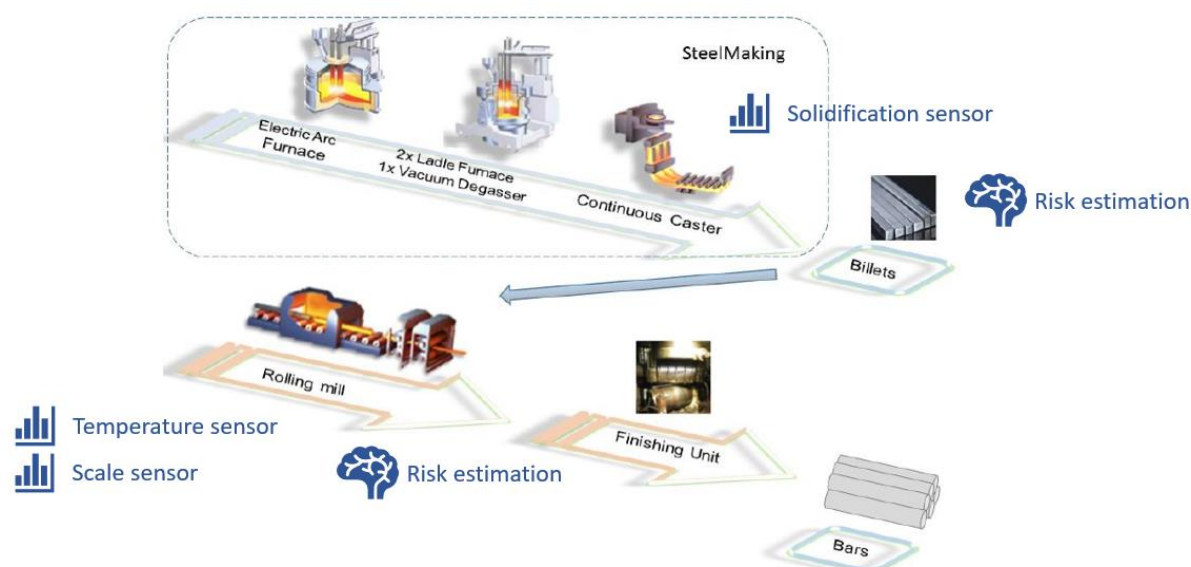 SteelMaking
Solidification sensor
Electric Arc
Furnace
2x Ladle Furnace
1x Vacuum Degasser
Continuous Caster
Risk estimation
Billets
Rolling mill
Temperature sensor
Scale sensor
Risk estimation
Finishing Unit
Bars